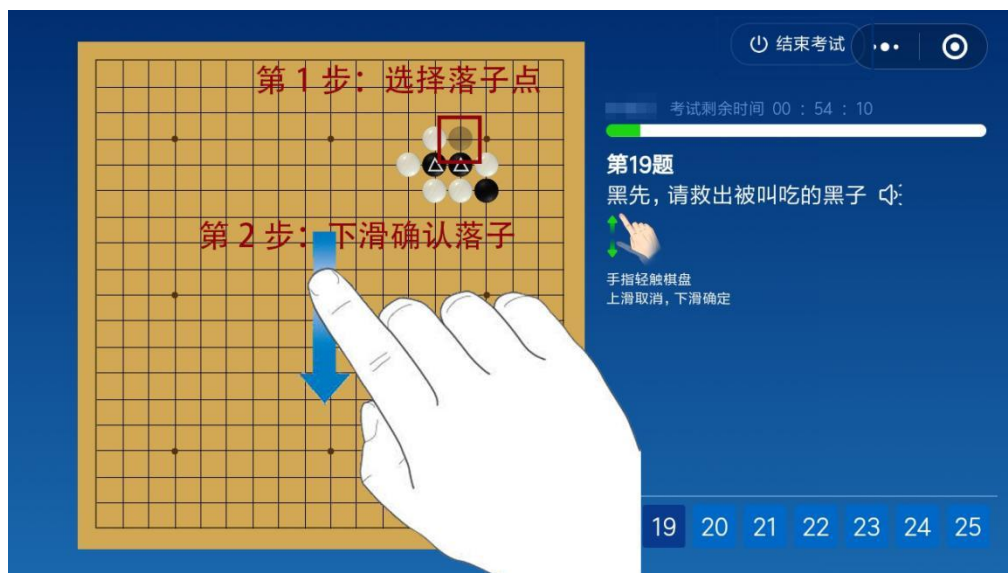 结束考试
第 1 步：选择落子点
考试剩余时间 00 : 54 : 10
第19题
黑先，请救出被叫吃的黑子
第 2 步：下滑确认落子
手指轻触棋盘
上滑取消，下滑确定
19 20 21 22 23 24 25